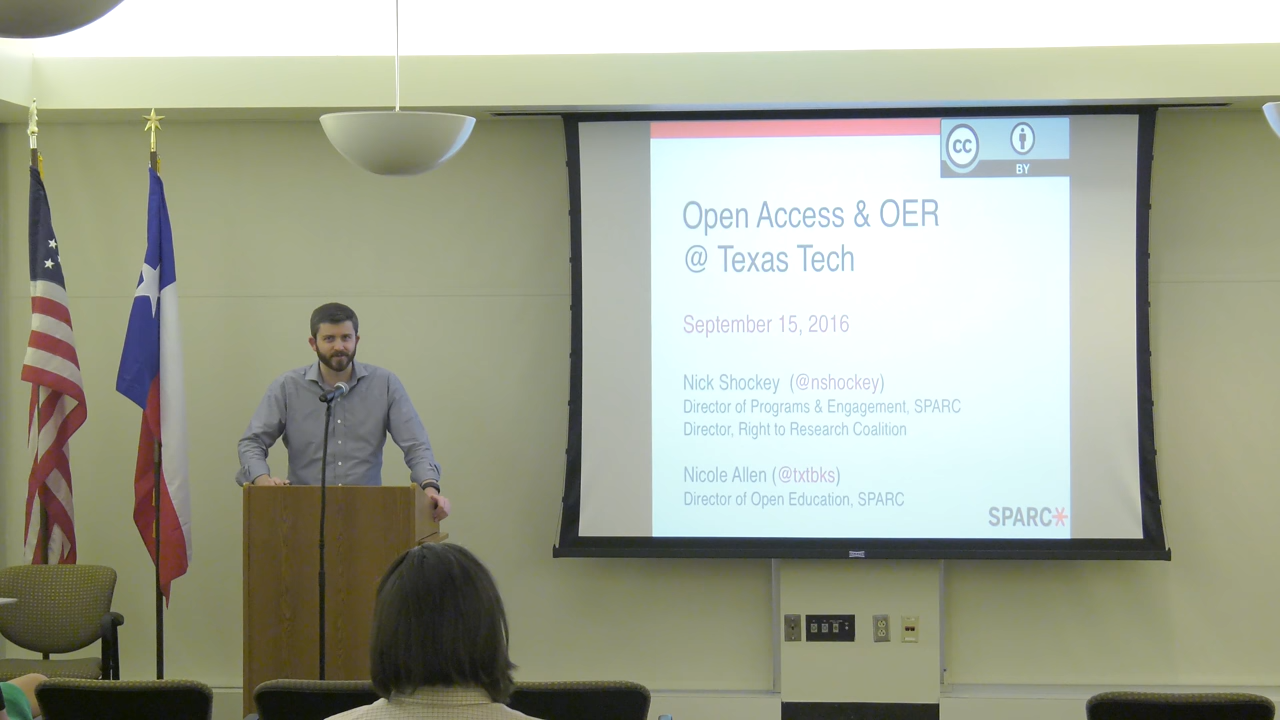 cc
BY
Open Access & OER
@ Texas Tech
September 15, 2016
Nick Shockey (@nshockey)
Director of Programs & Engagement, SPARC
Director, Right to Research Coalition
Nicole Allen (@txtbks)
Director of Open Education, SPARC
SPARC*